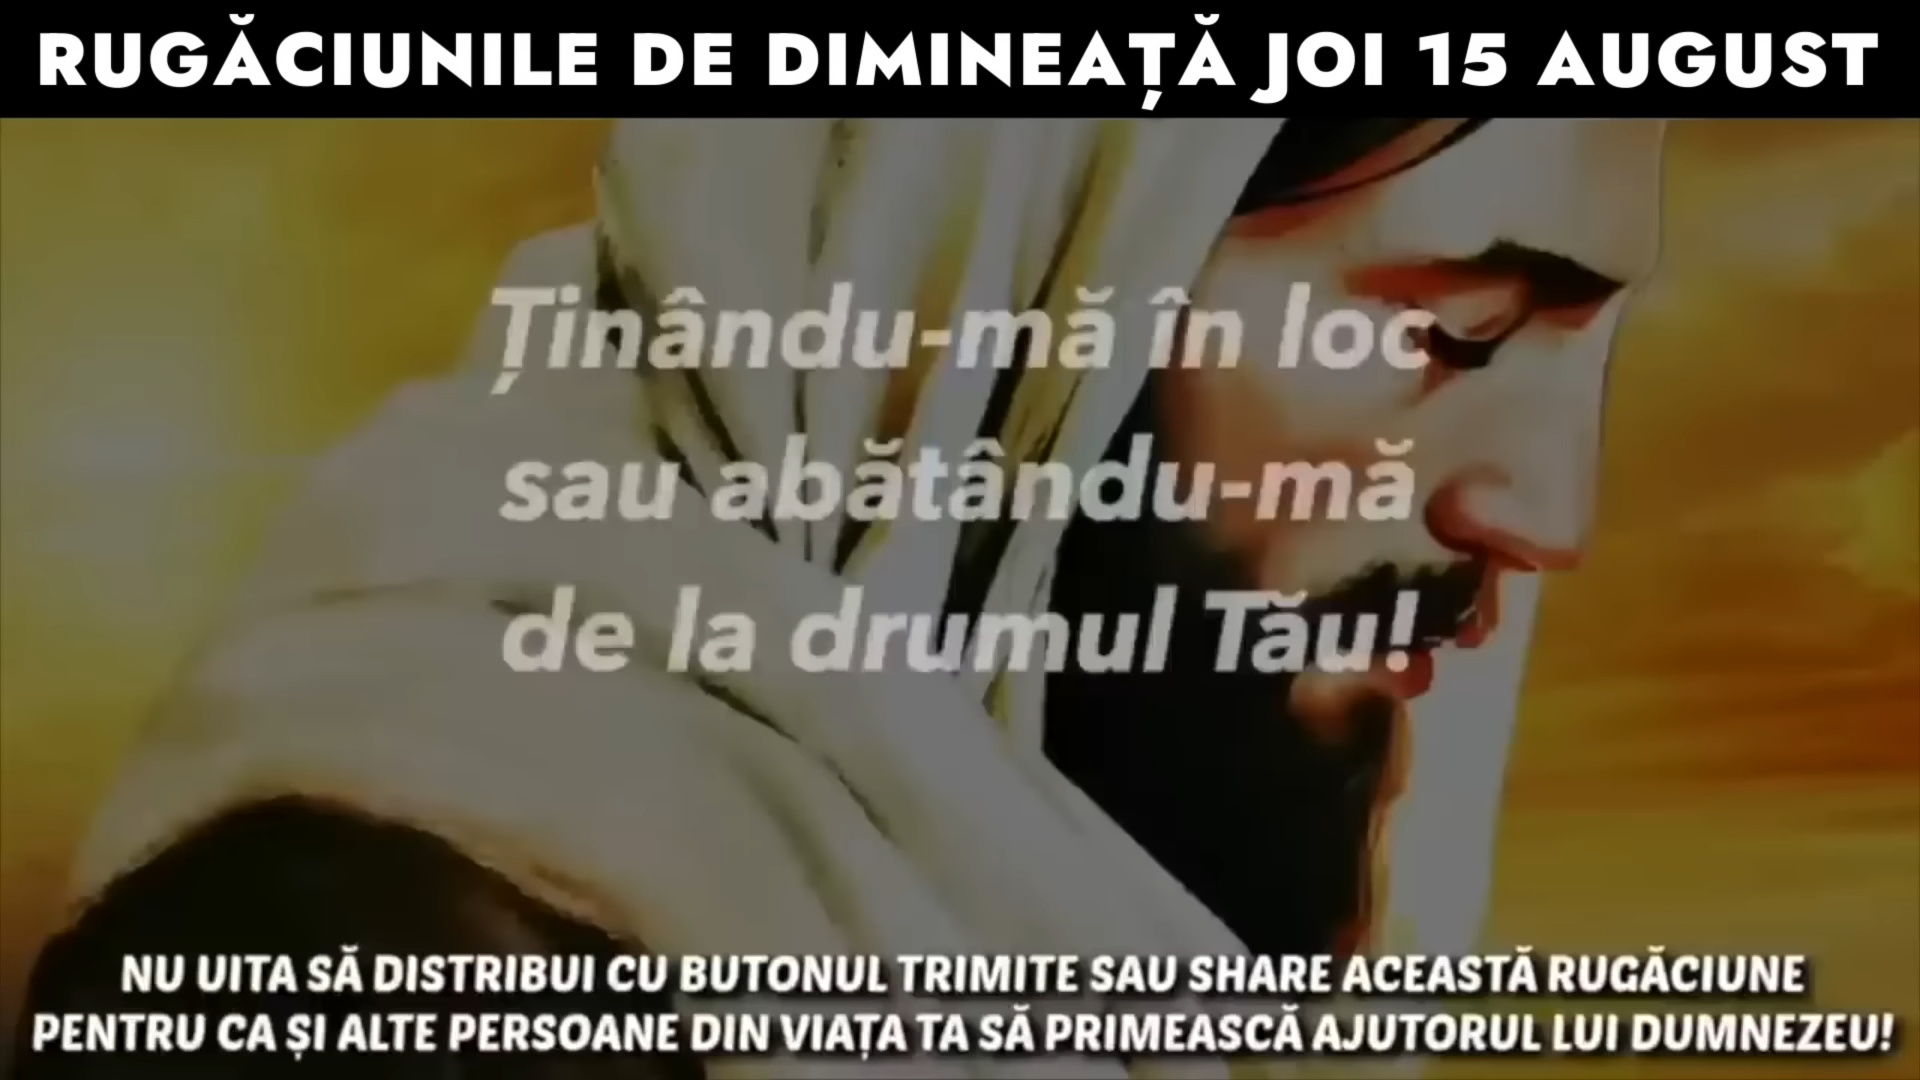 RUGĂCIUNILE DE DIMINEAȚĂ JOI 15 AUGUST
Ținându-mă în loc
sau abătându-mă
de la drumul Tău!
NU UITA SĂ DISTRIBUI CU BUTONUL TRIMITE SAU SHARE ACEASTĂ RUGĂCIUNE
PENTRU CA ȘI ALTE PERSOANE DIN VIAȚA TA SĂ PRIMEASCĂ AJUTORUL LUI DUMNEZEU!